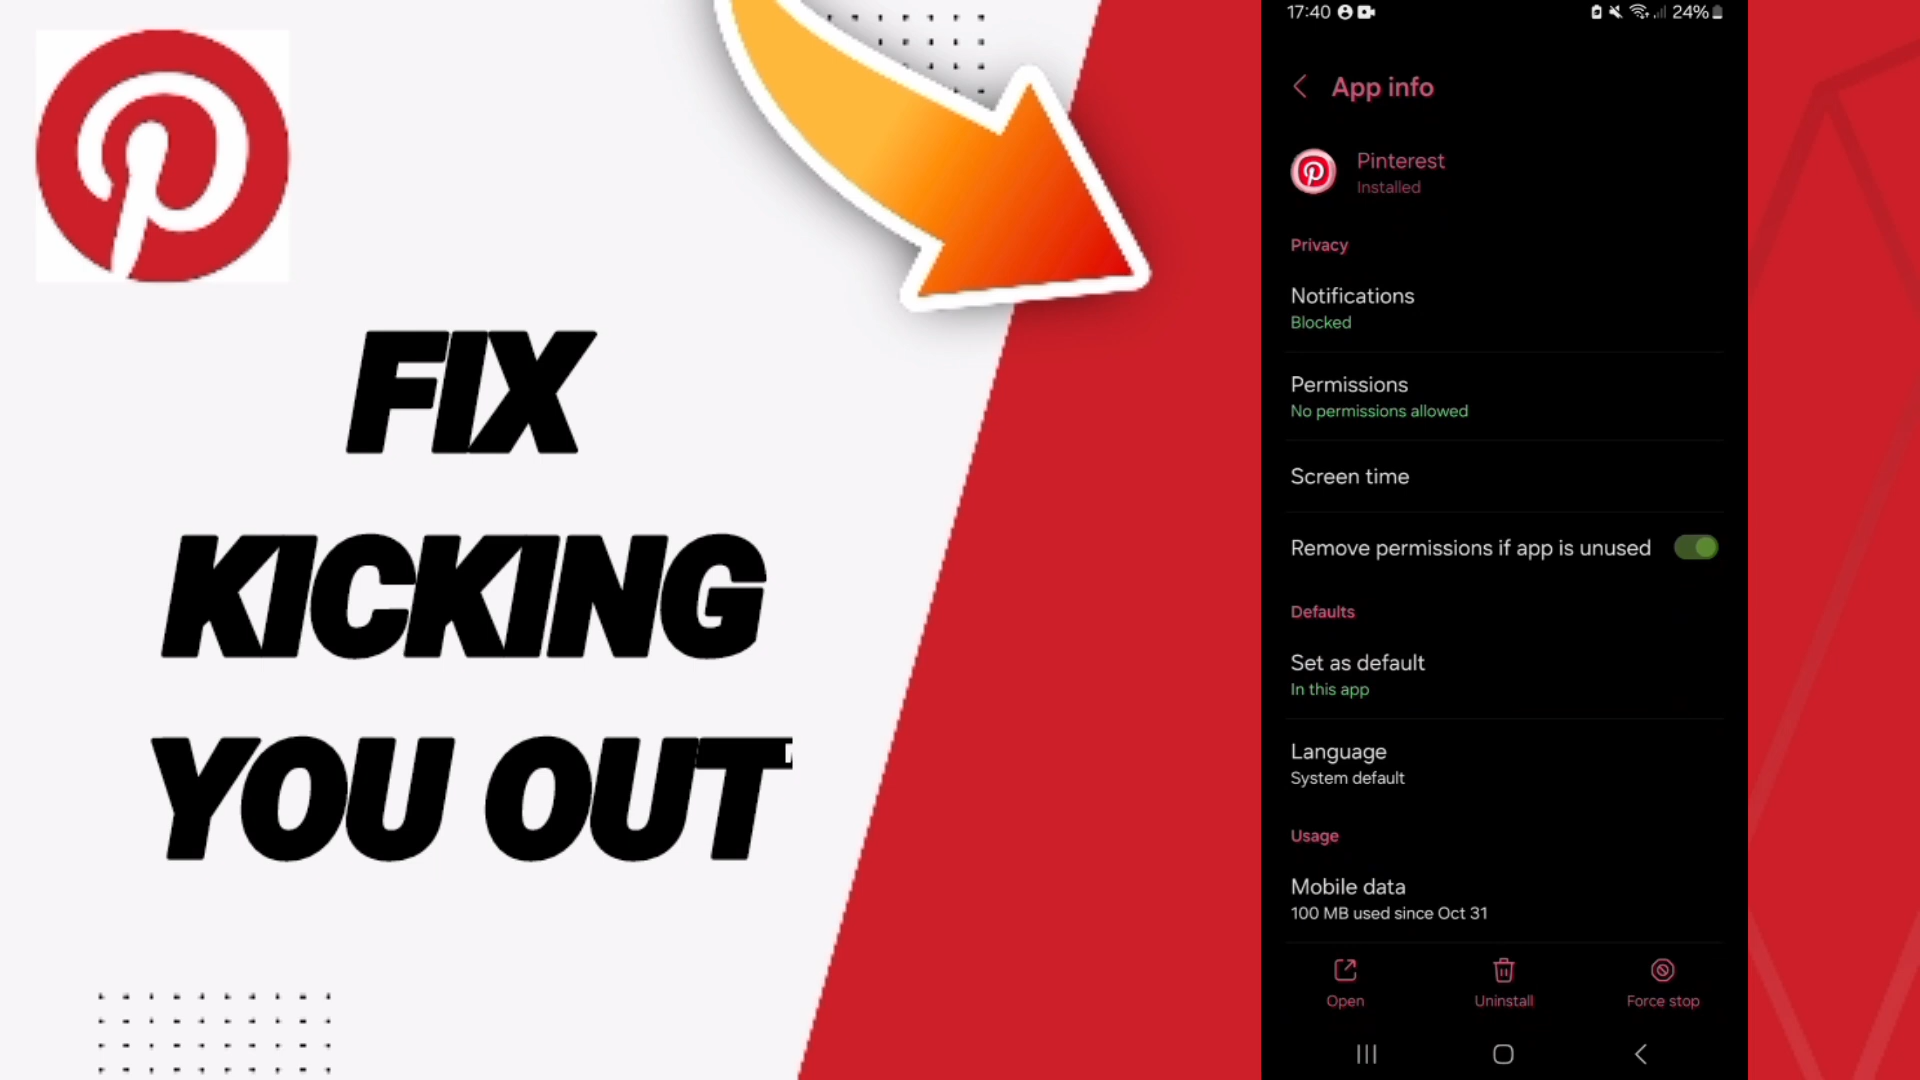 FIX
KICKING
YOU OUT
17:40
24%
App info
Pinterest
Installed
Privacy
Notifications
Blocked
Permissions
No permissions allowed
Screen time
Remove permissions if app is unused
Defaults
Set as default
In this app
Language
System default
Usage
Mobile data
100 MB used since Oct 31
Open Uninstall Force stop